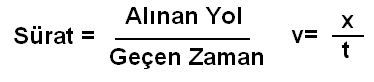 Sürat = Alınan Yol / Geçen Zaman v= x / t